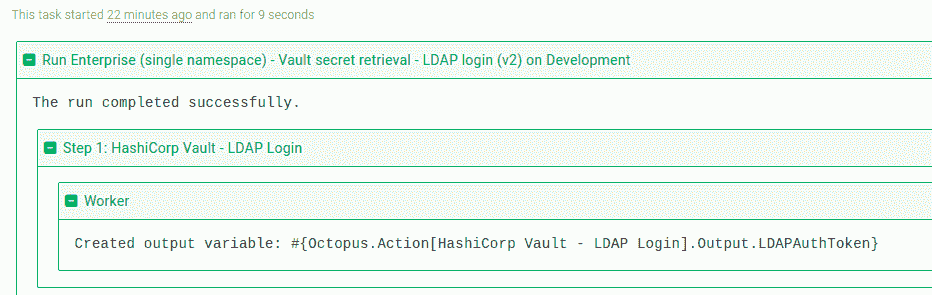 This task started 22 minutes ago and ran for 9 seconds
Run Enterprise (single namespace) - Vault secret retrieval - LDAP login (v2) on Development
The run completed successfully.
Step 1: HashiCorp Vault - LDAP Login
Worker
Created output variable: #{Octopus.Action[HashiCorp Vault - LDAP Login].Output.LDAPAuthToken}